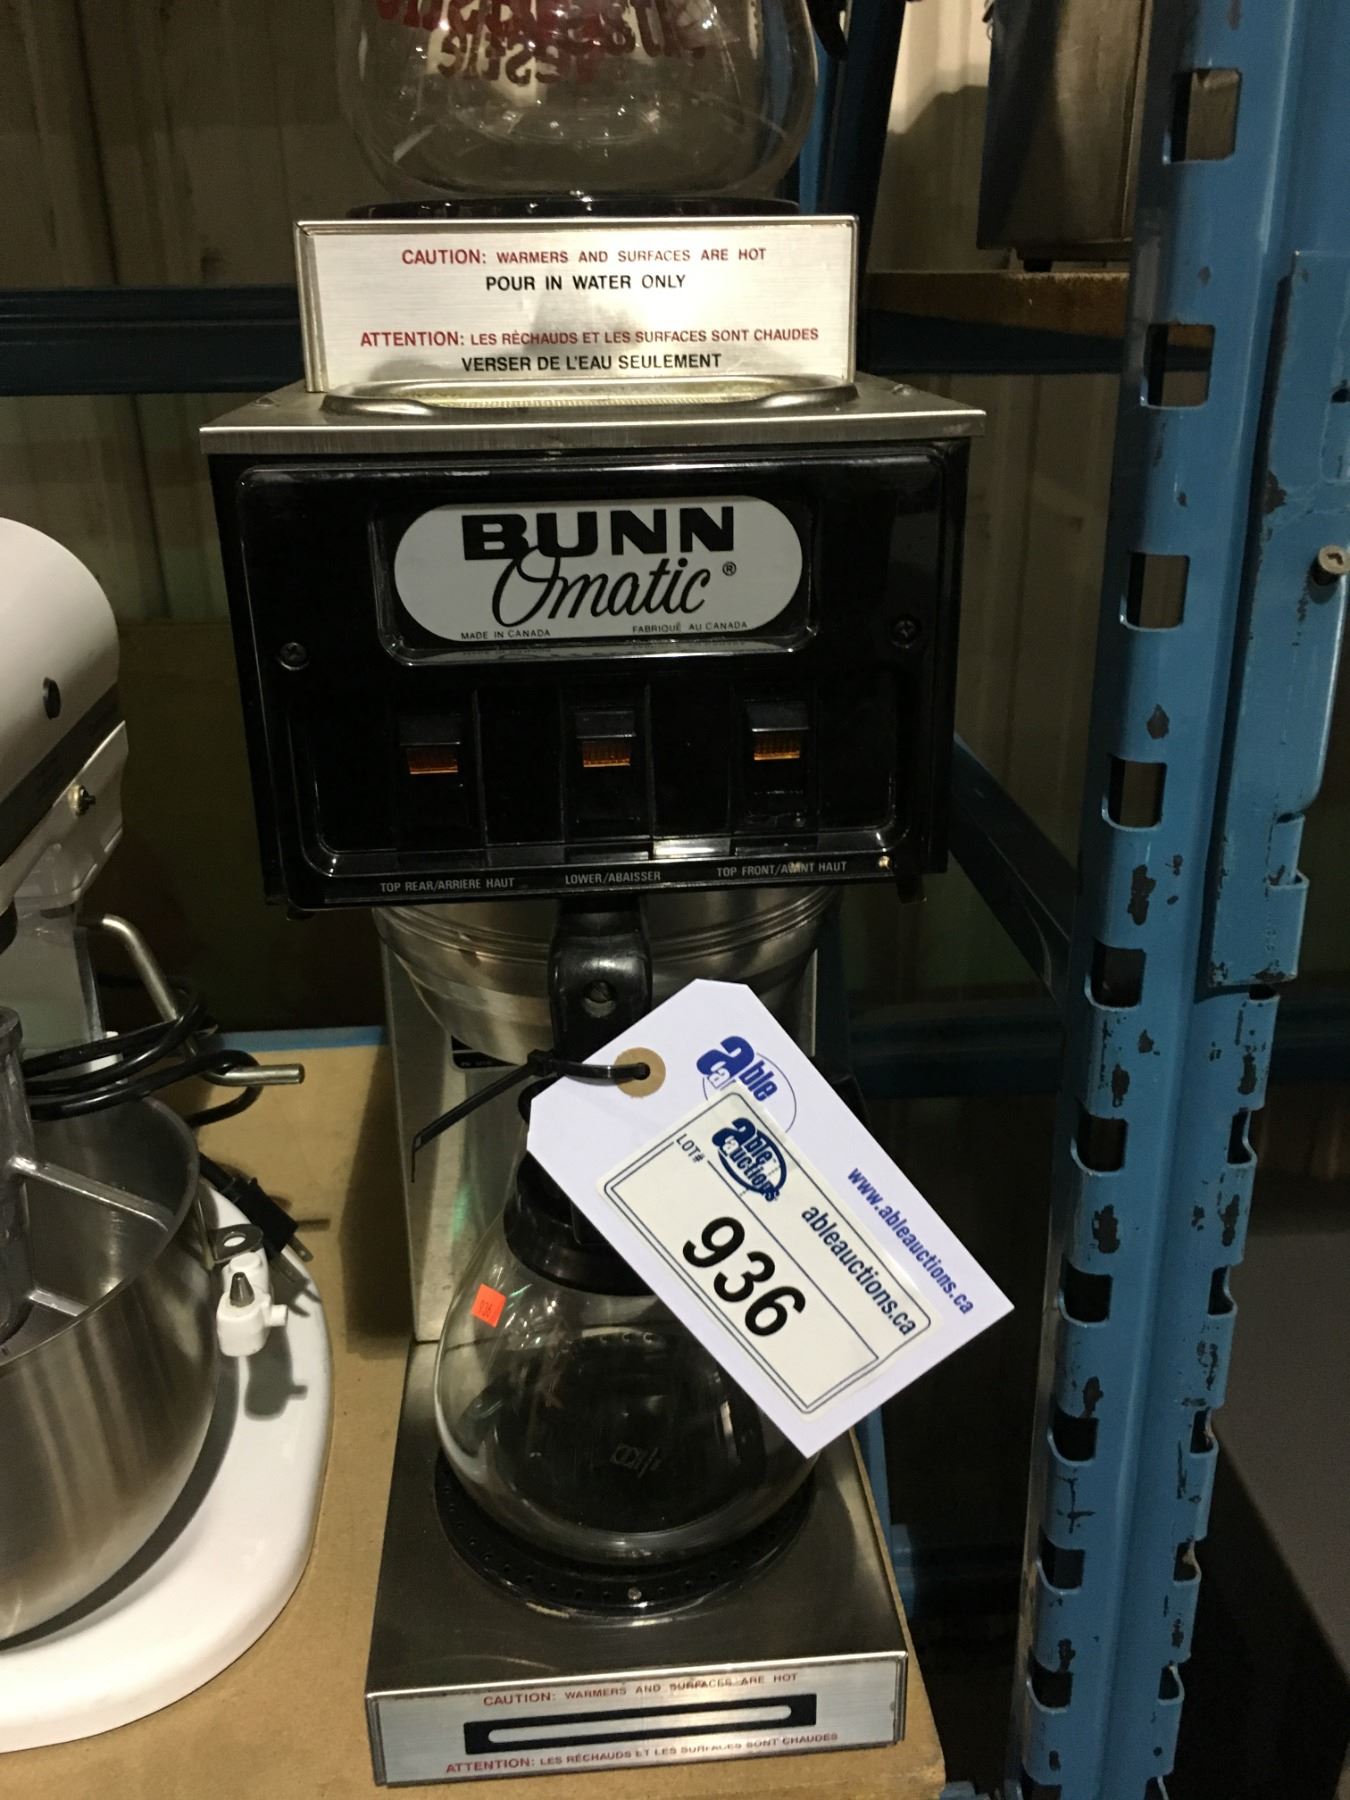 CAUTION: WARMERS AND SURFACES ARE HOT
POUR IN WATER ONLY
ATTENTION: LES RÉCHAUDS ET LES SURFACES SONT CHAUDES
VERSER DE L'EAU SEULEMENT
BUNN
Omatic®
MADE IN CANADA FABRIQUÉ AU CANADA
TOP REAR/ARRIERE HAUT LOWER/ABAISSER TOP FRONT/AVANT HAUT
able
www.ableauctions.ca
able auctions
LOT#
936
ableauctions.ca
936
CAUTION: WARMERS AND SURFACES ARE HOT
ATTENTION: LES RÉCHAUDS ET LES SURFACES SONT CHAUDES